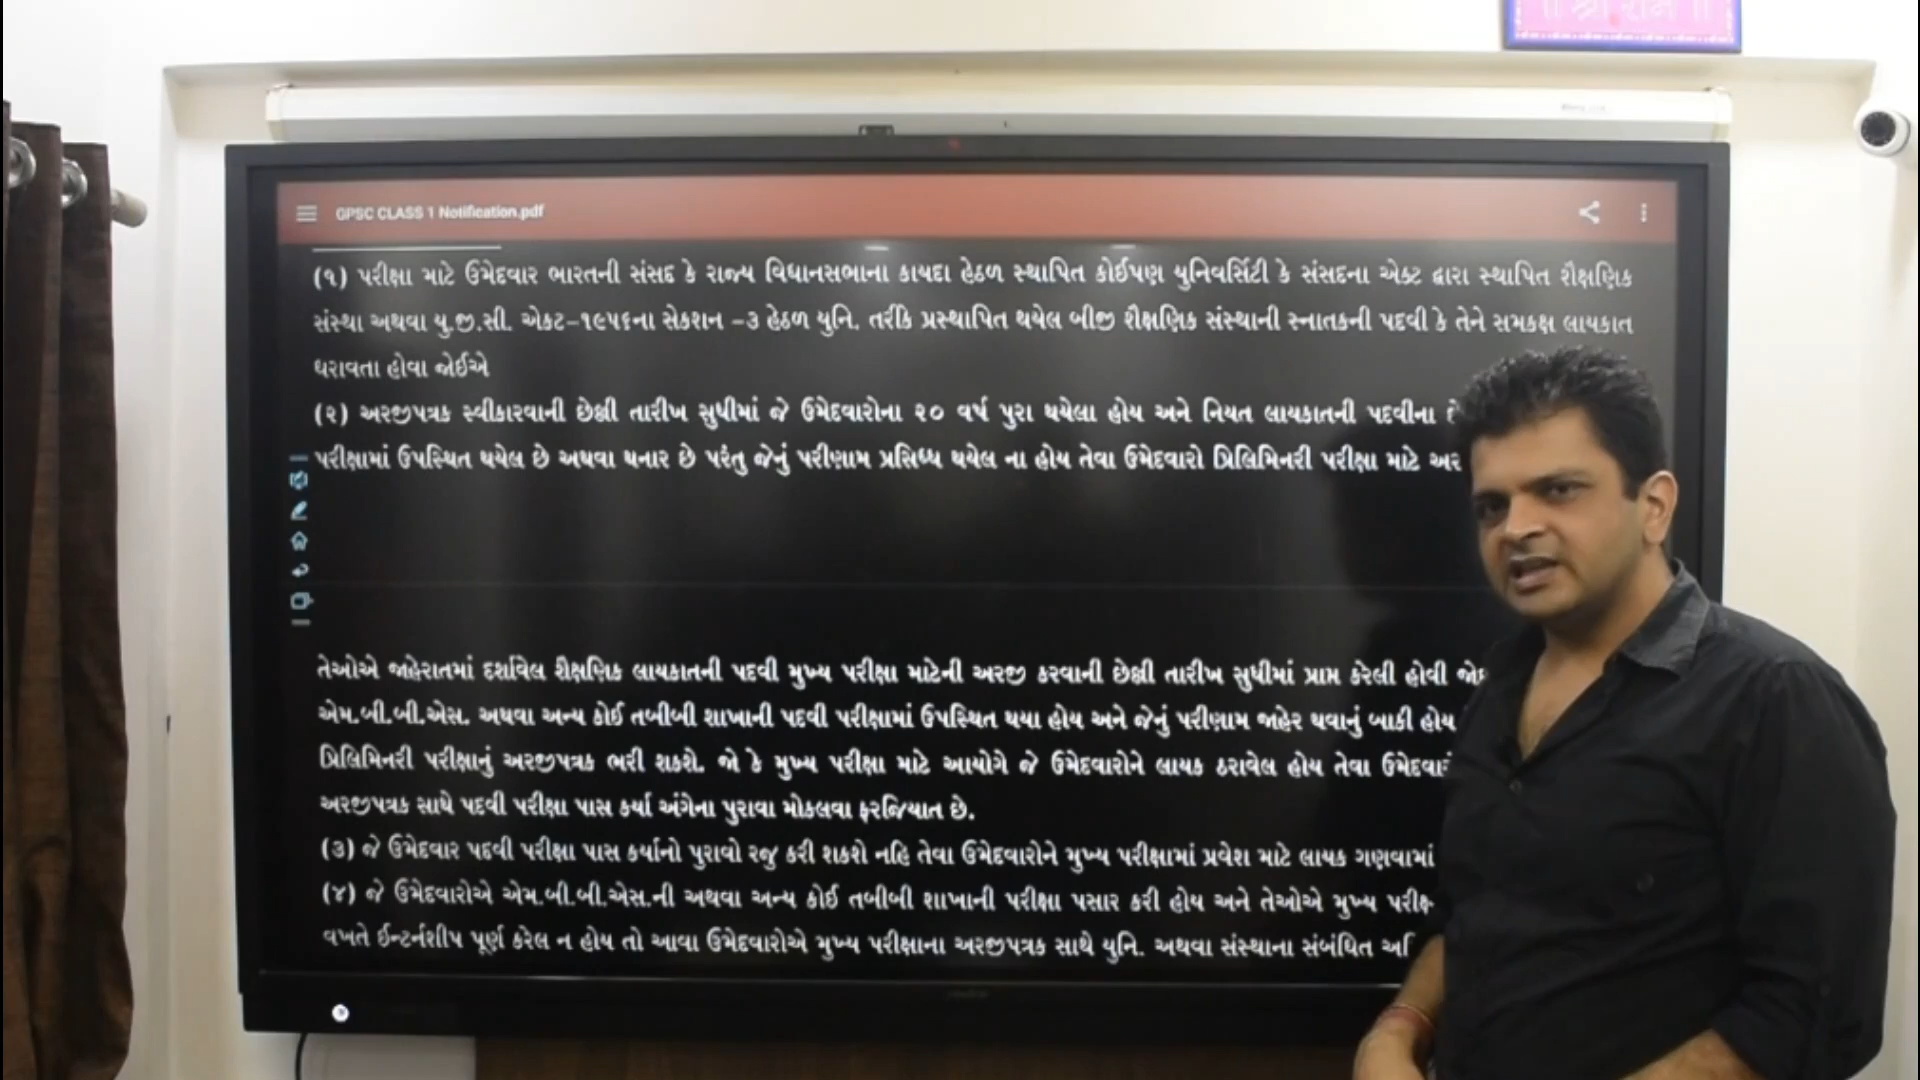 ॥ श्री राम ॥
GPSC CLASS 1 Notification.pdf
(૧) પરીક્ષા માટે ઉમેદવાર ભારતની સંસદ કે રાજ્ય વિધાનસભાના કાયદા હેઠળ સ્થાપિત કોઈપણ યુનિવર્સિટી કે સંસદના એક્ટ દ્વારા સ્થાપિત શૈક્ષણિક
સંસ્થા અથવા યુ.જી.સી. એકટ-૧૯૫૬ના સેકશન -૩ હેઠળ યુનિ. તરીકે પ્રસ્થાપિત થયેલ બીજી શૈક્ષણિક સંસ્થાની સ્નાતકની પદવી કે તેને સમકક્ષ લાયકાત
ધરાવતા હોવા જોઈએ
(૨) અરજીપત્રક સ્વીકારવાની છેલ્લી તારીખ સુધીમાં જે ઉમેદવારોના ૨૦ વર્ષ પુરા થયેલા હોય અને નિયત લાયકાતની પદવીના
પરીક્ષામાં ઉપસ્થિત થયેલ છે અથવા થનાર છે પરંતુ જેનું પરીણામ પ્રસિધ્ધ થયેલ ના હોય તેવા ઉમેદવારો પ્રિલિમિનરી પરીક્ષા માટે અર
તેઓએ જાહેરાતમાં દર્શાવેલ શૈક્ષણિક લાયકાતની પદવી મુખ્ય પરીક્ષા માટેની અરજી કરવાની છેલ્લી તારીખ સુધીમાં પ્રાપ્ત કરેલી હોવી
એમ.બી.બી.એસ. અથવા અન્ય કોઈ તબીબી શાખાની પદવી પરીક્ષામાં ઉપસ્થિત થયા હોય અને જેનું પરીણામ જાહેર થવાનું બાકી હોય
પ્રિલિમિનરી પરીક્ષાનું અરજીપત્રક ભરી શકશે. જો કે મુખ્ય પરીક્ષા માટે આયોગે જે ઉમેદવારોને લાયક ઠરાવેલ હોય તેવા
અરજીપત્રક સાથે પદવી પરીક્ષા પાસ કર્યા અંગેના પુરાવા મોકલવા ફરજિયાત છે.
(૩) જે ઉમેદવાર પદવી પરીક્ષા પાસ કર્યાનો પુરાવો રજુ કરી શકશે નહિ તેવા ઉમેદવારોને મુખ્ય પરીક્ષામાં પ્રવેશ માટે લાયક ગણવામાં
(૪) જે ઉમેદવારોએ એમ.બી.બી.એસ.ની અથવા અન્ય કોઈ તબીબી શાખાની પરીક્ષા પસાર કરી હોય અને તેઓએ મુખ્ય
વખતે ઈન્ટર્નશીપ પૂર્ણ કરેલ ન હોય તો આવા ઉમેદવારોએ મુખ્ય પરીક્ષાના અરજીપત્રક સાથે યુનિ. અથવા સંસ્થાના સંબંધિત